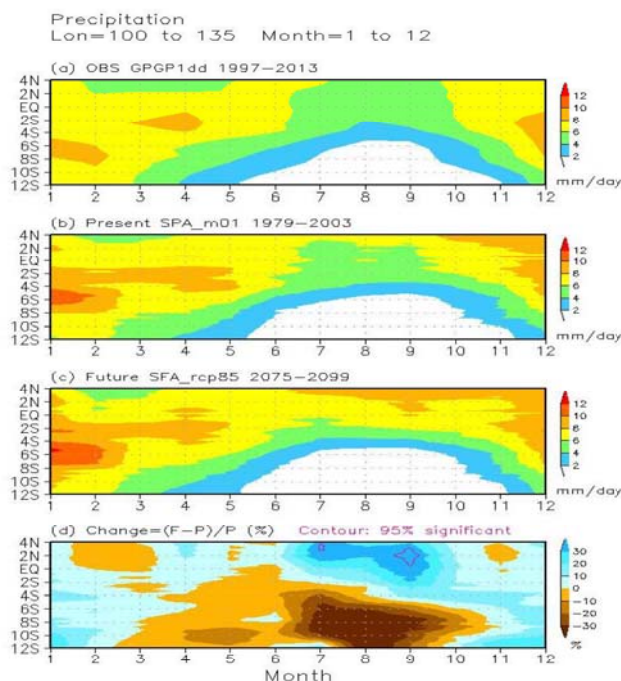 Precipitation
Lon=100 to 135 Month=1 to 12
(a) OBS GPGP1dd 1997−2013
4N
2N
EQ
2S
4S
6S
8S
10S
12S
1 2 3 4 5 6 7 8 9 10 11 12
12
10
8
6
4
2
mm/day
(b) Present SPA_m01 1979−2003
4N
2N
EQ
2S
4S
6S
8S
10S
12S
1 2 3 4 5 6 7 8 9 10 11 12
12
10
8
6
4
2
mm/day
(c) Future SFA_rcp85 2075−2099
4N
2N
EQ
2S
4S
6S
8S
10S
12S
1 2 3 4 5 6 7 8 9 10 11 12
12
10
8
6
4
2
mm/day
(d) Change=(F−P)/P (%) Contour: 95% significant
4N
2N
EQ
2S
4S
6S
8S
10S
12S
1 2 3 4 5 6 7 8 9 10 11 12
30
20
10
0
−10
−20
−30
%
Month